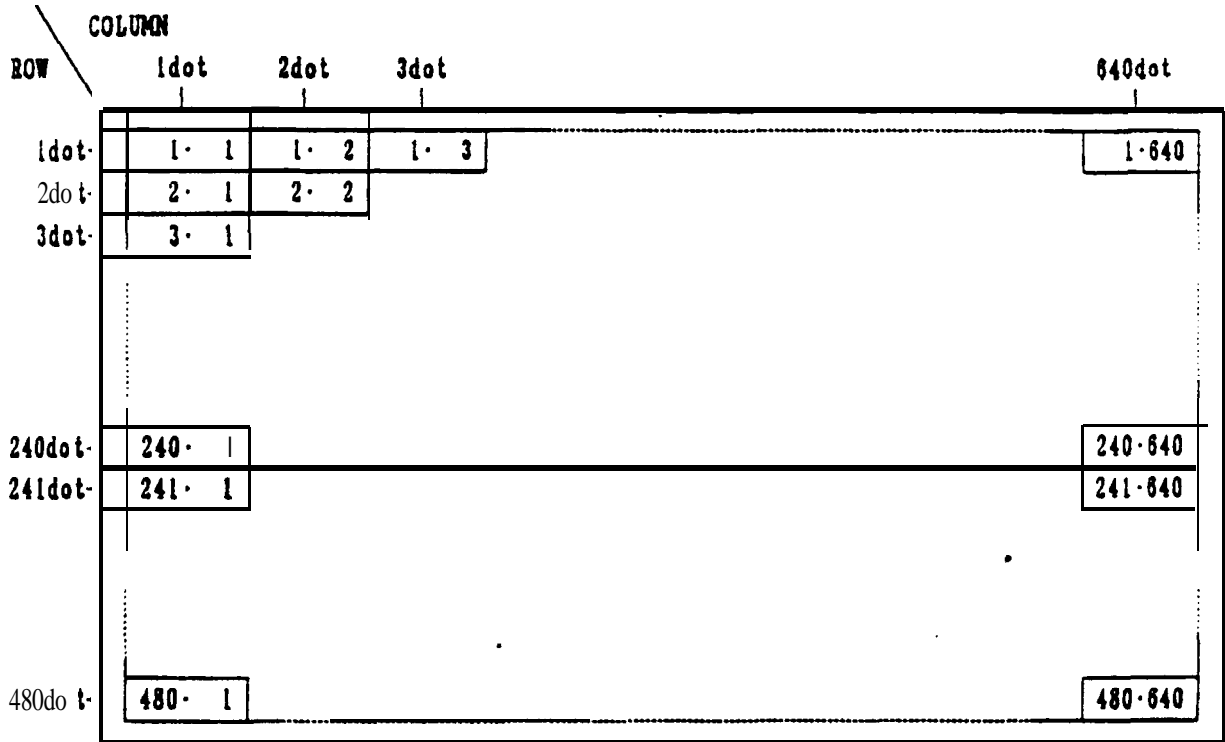 COLUMN
ROW 1dot 2dot 3dot 640dot
1dot 1· 1 1· 2 1· 3 1·640
2dot 2· 1 2· 2
3dot 3· 1
240dot 240· 1 240·640
241dot 241· 1 241·640
480dot 480· 1 480·640